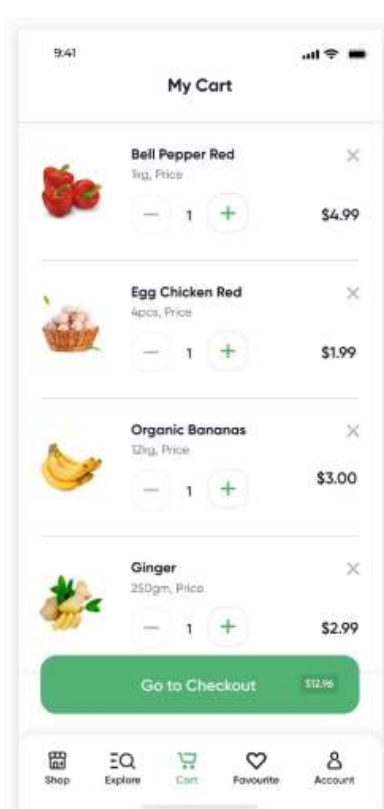 9:41
My Cart
Bell Pepper Red
1kg, Price
1
$4.99
Egg Chicken Red
4pcs, Price
1
$1.99
Organic Bananas
12kg, Price
1
$3.00
Ginger
250gm, Price
1
$2.99
Go to Checkout $12.96
Shop Explore Cart Favourite Account